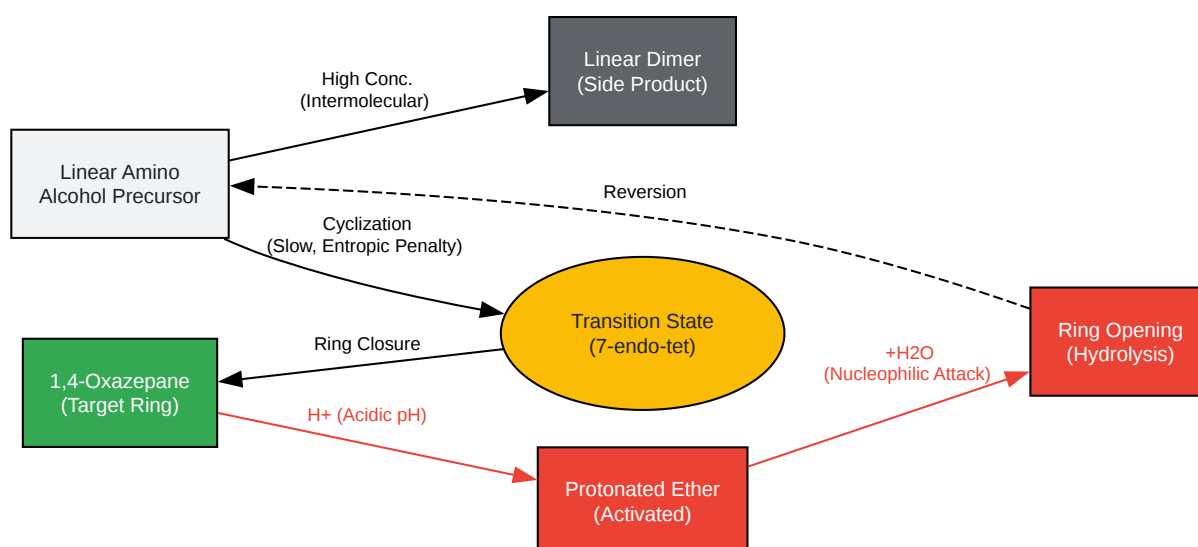 Linear Dimer
(Side Product)
High Conc.
(Intermolecular)
Linear Amino
Alcohol Precursor
Reversion
Cyclization
(Slow, Entropic Penalty)
Transition State
(7-endo-tet)
Ring Closure
Ring Opening
(Hydrolysis)
+H2O
(Nucleophilic Attack)
1,4-Oxazepane
(Target Ring)
H+ (Acidic pH)
Protonated Ether
(Activated)